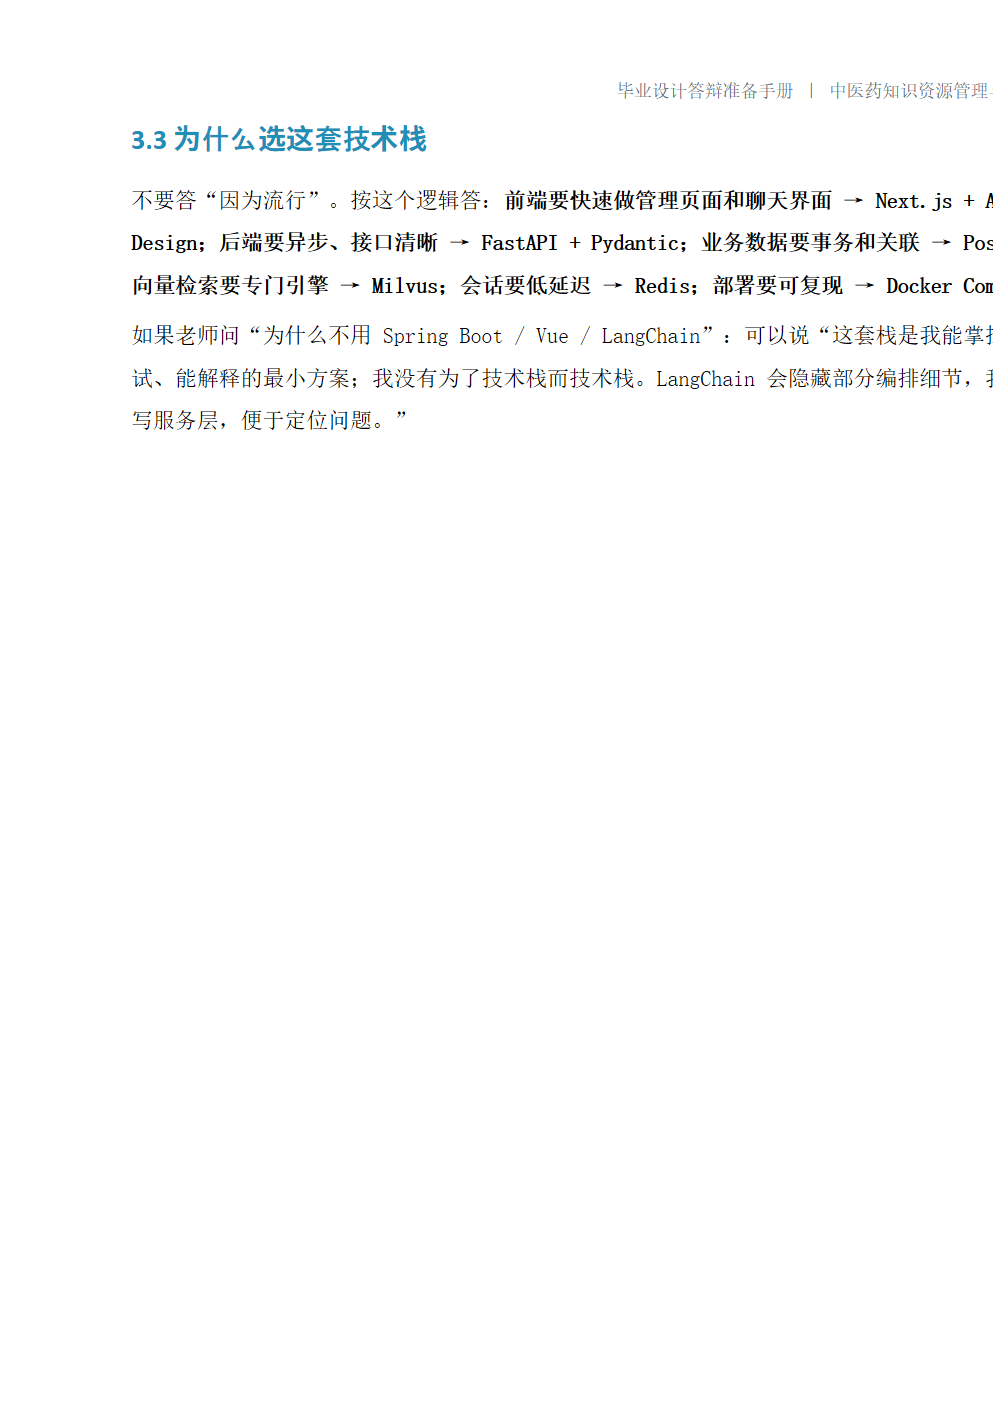 毕业设计答辩准备手册 | 中医药知识资源管理
3.3 为什么选这套技术栈
不要答“因为流行”。按这个逻辑答：前端要快速做管理页面和聊天界面 → Next.js + A
Design；后端要异步、接口清晰 → FastAPI + Pydantic；业务数据要事务和关联 → Pos
向量检索要专门引擎 → Milvus；会话要低延迟 → Redis；部署要可复现 → Docker Com
如果老师问“为什么不用 Spring Boot / Vue / LangChain”：可以说“这套栈是我能掌
试、能解释的最小方案；我没有为了技术栈而技术栈。LangChain 会隐藏部分编排细节，
写服务层，便于定位问题。”